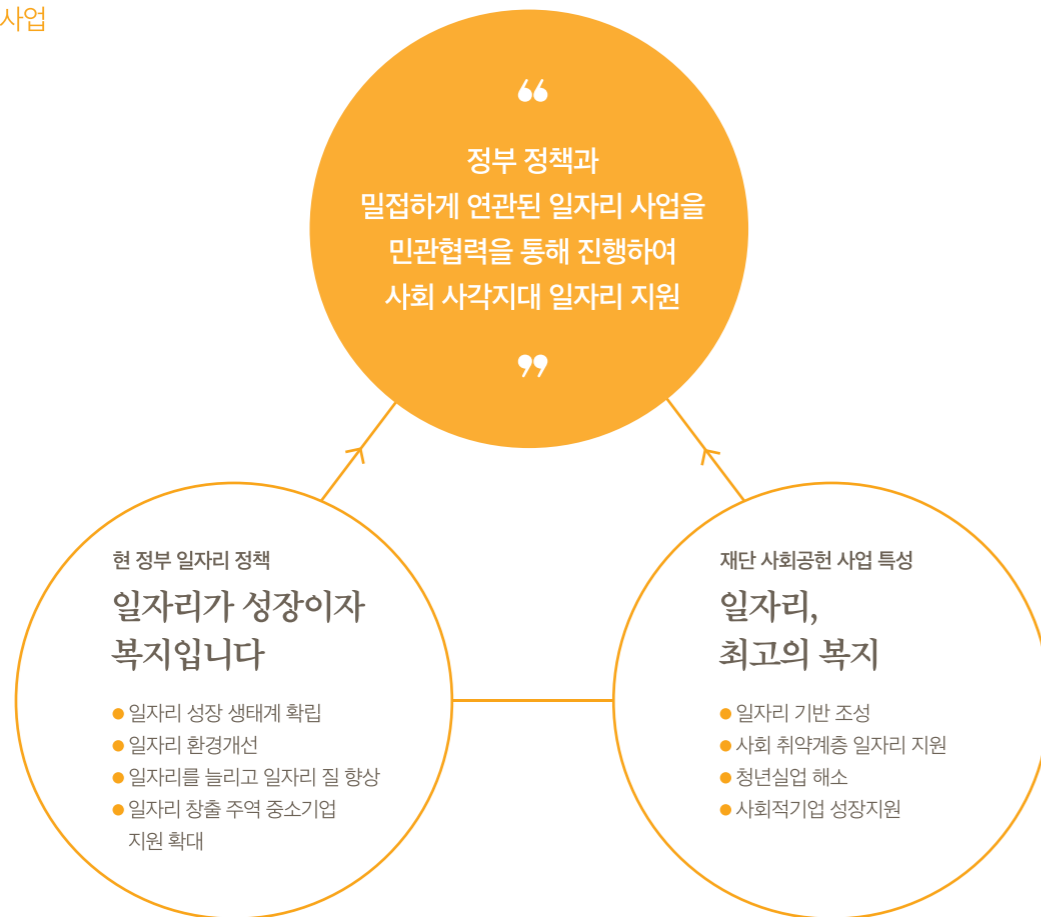 사업
❝
정부 정책과
밀접하게 연관된 일자리 사업을
민관협력을 통해 진행하여
사회 사각지대 일자리 지원
❞
현 정부 일자리 정책
일자리가 성장이자
복지입니다
● 일자리 성장 생태계 확립
● 일자리 환경개선
● 일자리를 늘리고 일자리 질 향상
● 일자리 창출 주역 중소기업
지원 확대
재단 사회공헌 사업 특성
일자리,
최고의 복지
● 일자리 기반 조성
● 사회 취약계층 일자리 지원
● 청년실업 해소
● 사회적기업 성장지원